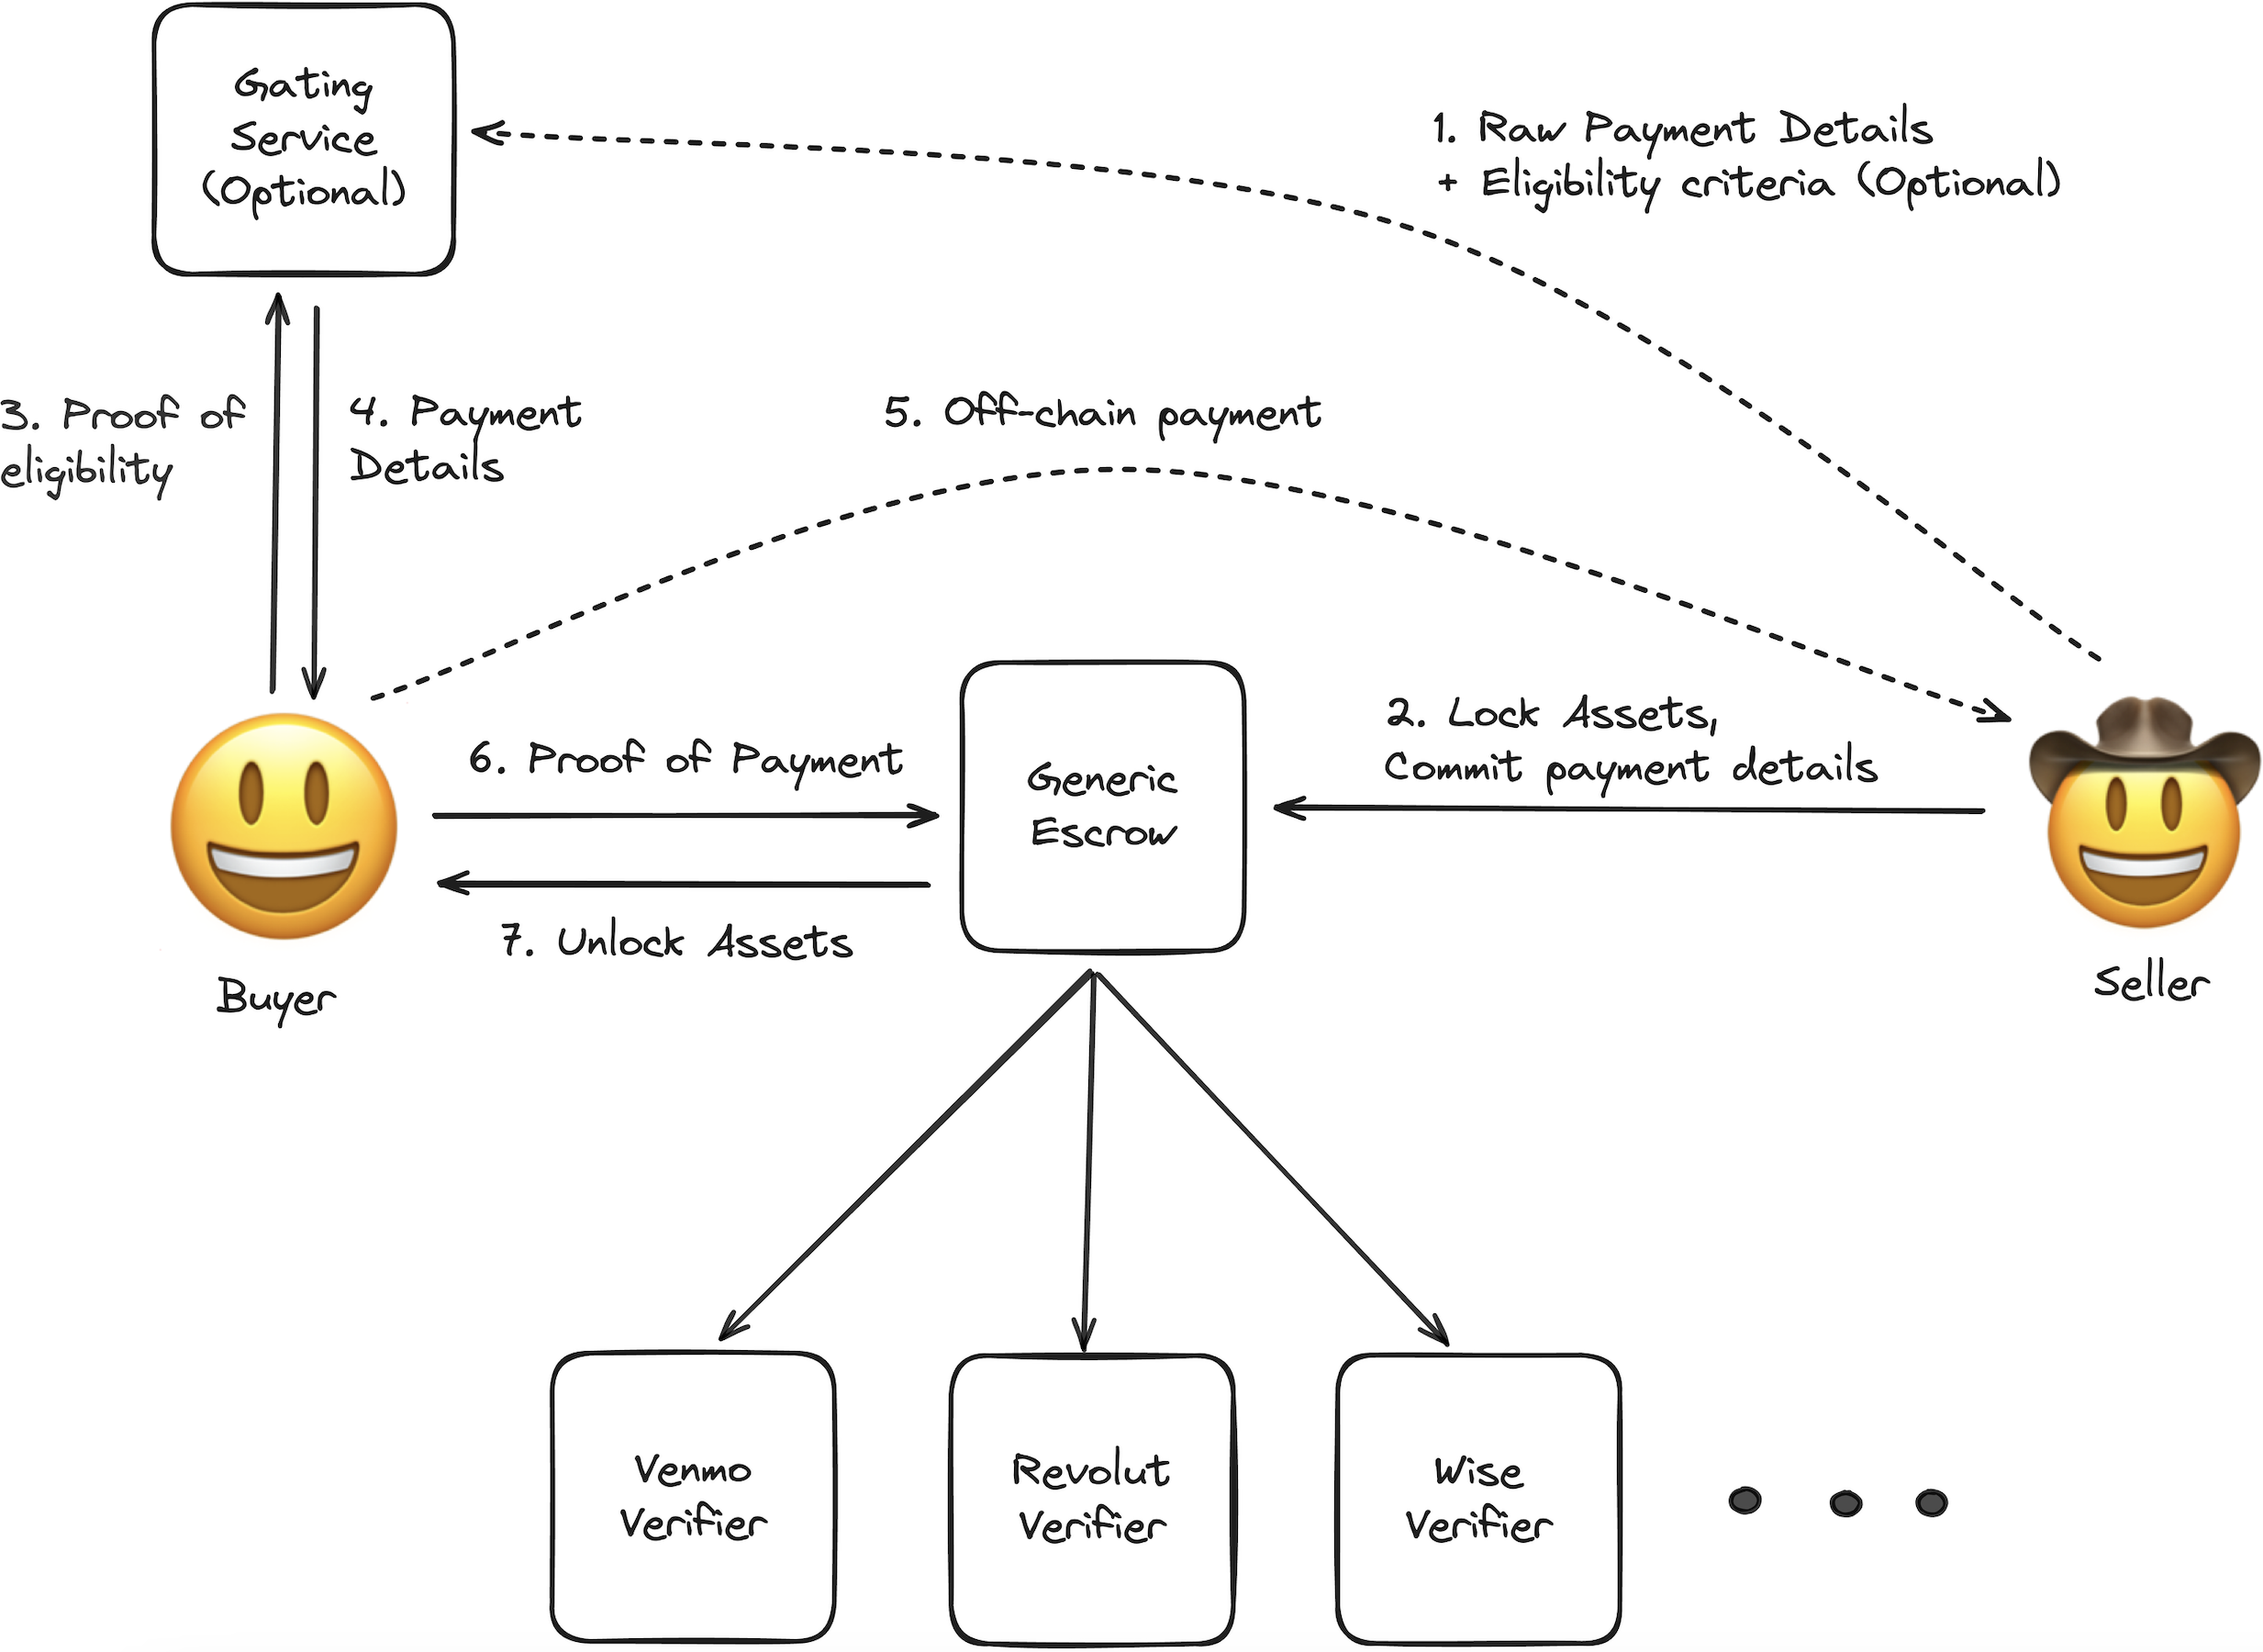 Gating
Service
(Optional)
1. Raw Payment Details
+ Eligibility criteria (Optional)
3. Proof of
eligibility
4. Payment
Details
5. Off-chain payment
2. Lock Assets,
Commit payment details
6. Proof of Payment
Generic
Escrow
7. Unlock Assets
Buyer
Seller
Venmo
Verifier
Revolut
Verifier
Wise
Verifier